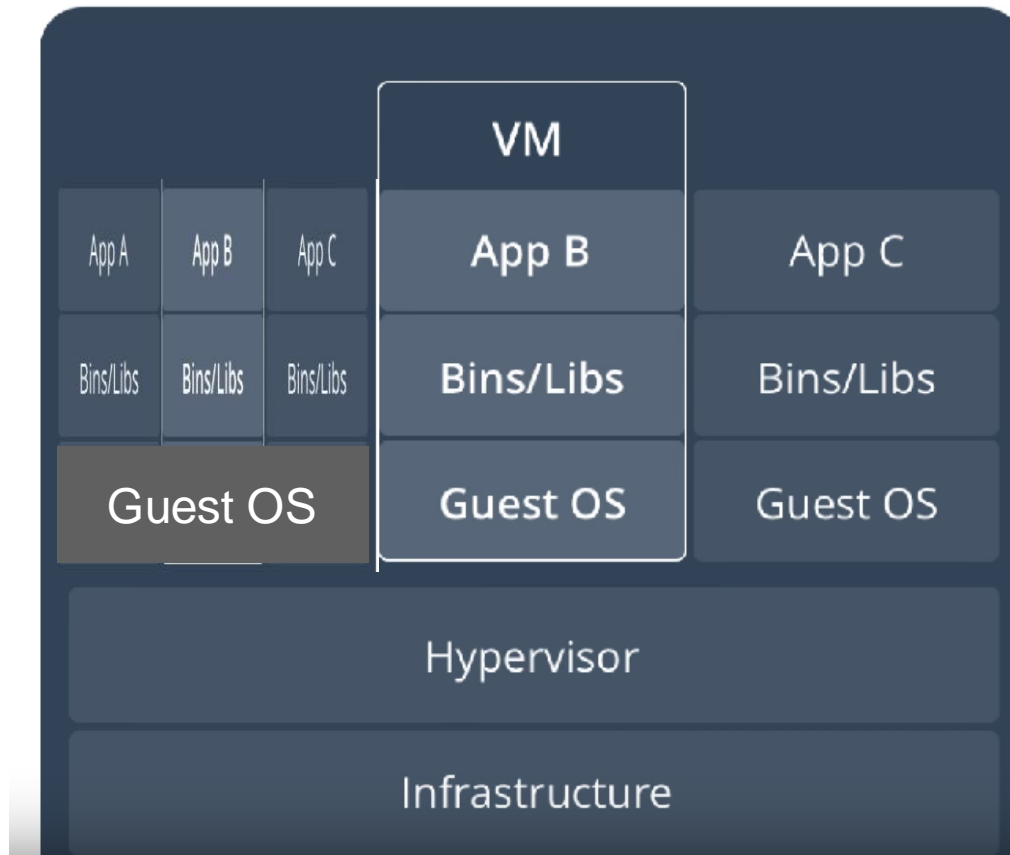 VM
App A App B App C App B App C
Bins/Libs Bins/Libs Bins/Libs Bins/Libs Bins/Libs
Guest OS Guest OS Guest OS
Hypervisor
Infrastructure